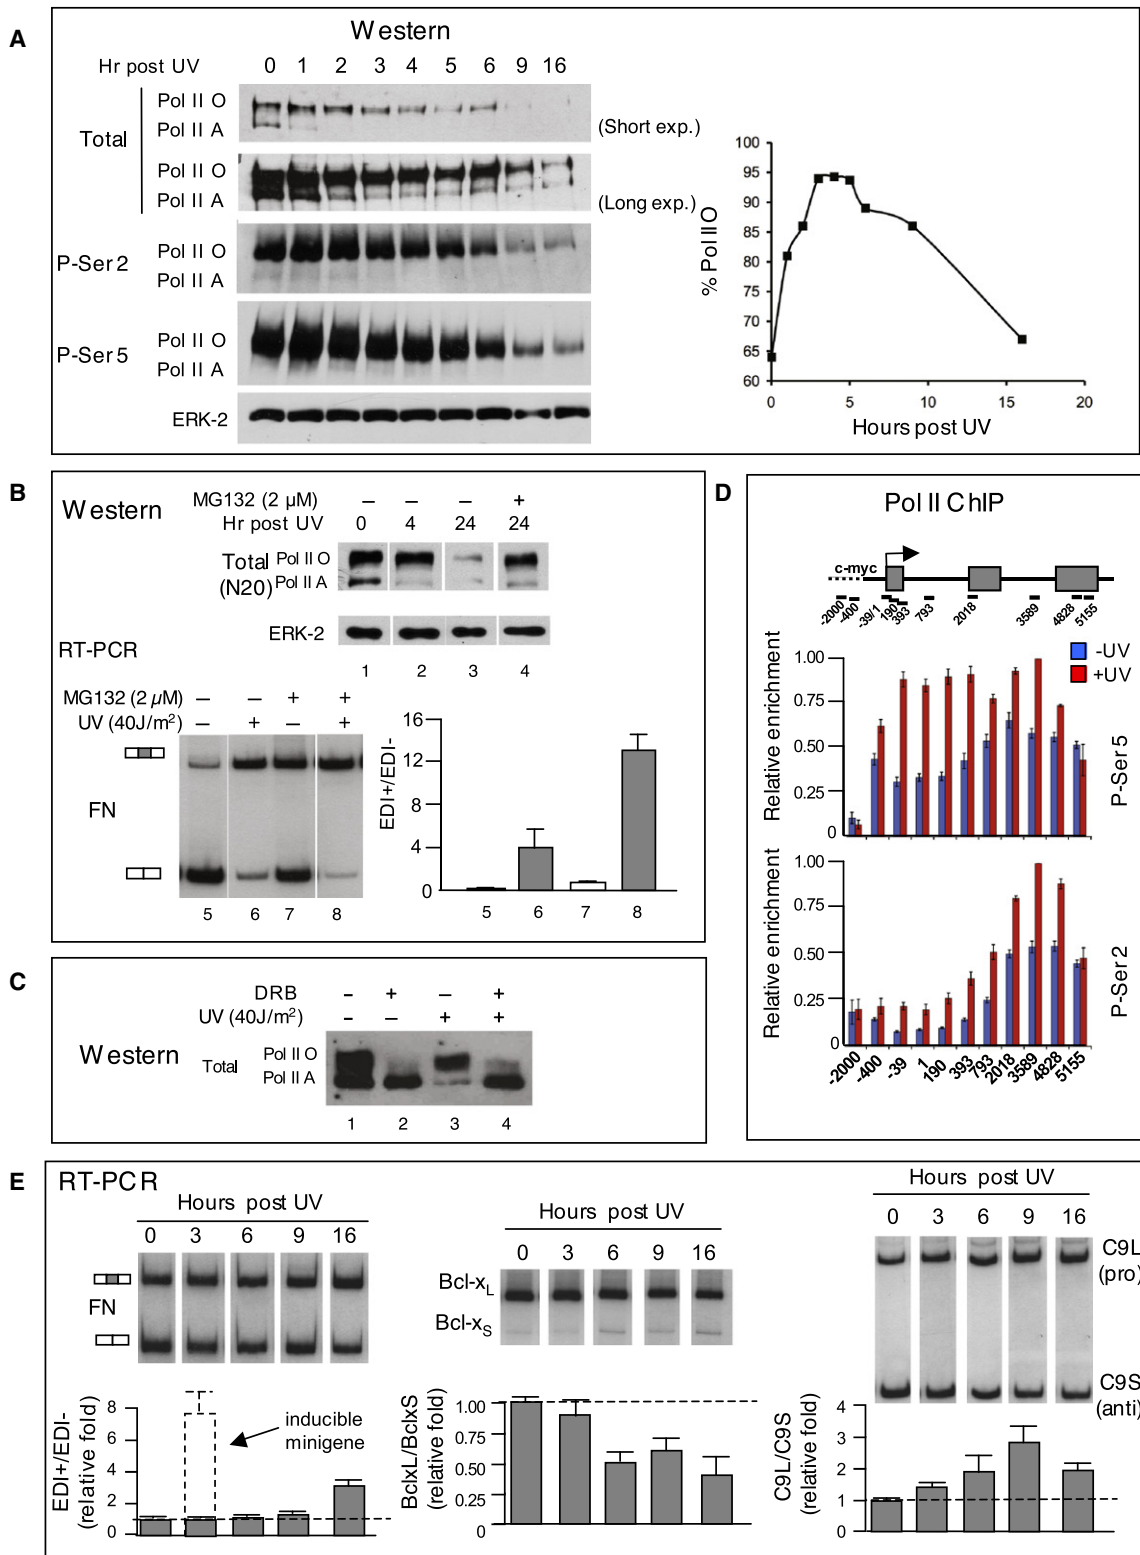 A
Western
Hr post UV 0 1 2 3 4 5 6 9 16
Total
Pol II O
Pol II A
(Short exp.)
Pol II O
Pol II A
(Long exp.)
P-Ser 2
Pol II O
Pol II A
P-Ser 5
Pol II O
Pol II A
ERK-2
% Pol II O
100
95
90
85
80
75
70
65
60
0 5 10 15 20
Hours post UV
B
Western
MG132 (2 µM) – – – +
Hr post UV 0 4 24 24
Total Pol II O
(N20) Pol II A
ERK-2
1 2 3 4
RT-PCR
MG132 (2 µM) – – + +
UV (40J/m²) – + – +
FN
5 6 7 8
EDI+/EDI-
16
12
8
4
0
5 6 7 8
C
Western
DRB – + – +
UV (40J/m²) – – + +
Total
Pol II O
Pol II A
1 2 3 4
D
Pol II ChIP
c-myc
-2000 -400 -39/1 190 393 793 2018 3589 4828 5155
-UV
+UV
Relative enrichment
1.00
0.75
0.50
0.25
0
P-Ser 5
Relative enrichment
1.00
0.75
0.50
0.25
0
P-Ser 2
-2000 -400 -39 1 190 393 793 2018 3589 4828 5155
E
RT-PCR
Hours post UV
0 3 6 9 16
FN
EDI+/EDI-
(relative fold)
8
6
4
2
0
inducible
minigene
Hours post UV
0 3 6 9 16
Bcl-xL
Bcl-xS
BclxL/BclxS
(relative fold)
1.00
0.75
0.50
0.25
0
Hours post UV
0 3 6 9 16
C9L
(pro)
C9S
(anti)
C9L/C9S
(relative fold)
4
3
2
1
0